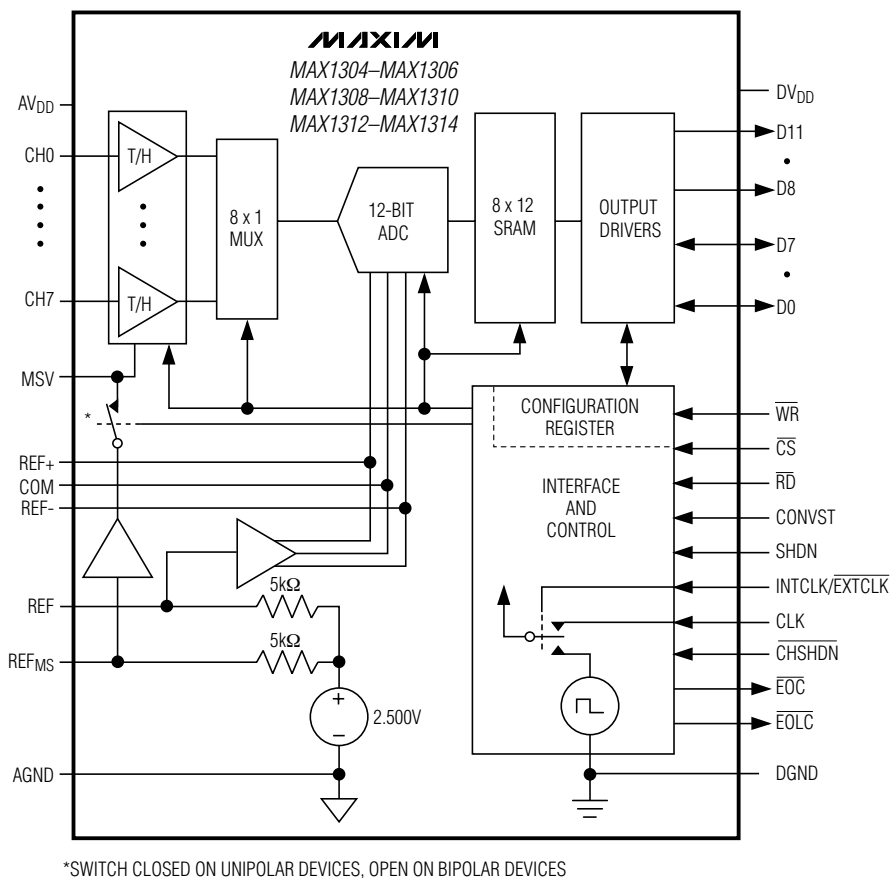 MAXIM
MAX1304–MAX1306
MAX1308–MAX1310
MAX1312–MAX1314
AVDD
DVDD
CH0
T/H
8 x 1
MUX
12-BIT
ADC
8 x 12
SRAM
OUTPUT
DRIVERS
D11
D8
D7
D0
CH7
T/H
MSV
*
CONFIGURATION
REGISTER
WR
CS
REF+
COM
REF-
INTERFACE
AND
CONTROL
RD
CONVST
SHDN
INTCLK/EXTCLK
CLK
CHSHDN
EOC
EOLC
REF
5kΩ
REFMS
5kΩ
+
−
2.500V
AGND
DGND
*SWITCH CLOSED ON UNIPOLAR DEVICES, OPEN ON BIPOLAR DEVICES